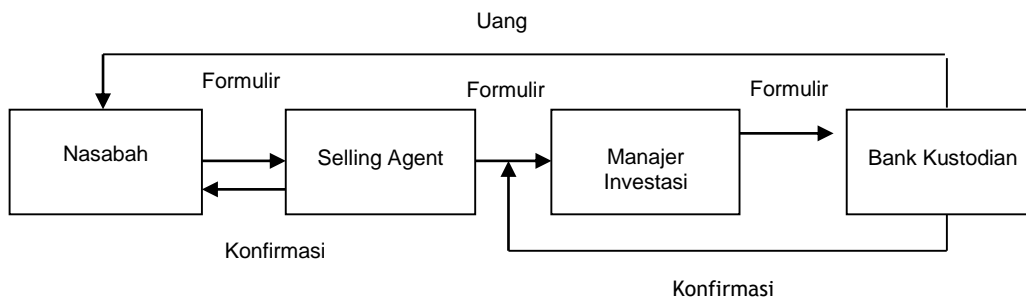 Uang
Formulir
Formulir
Formulir
Nasabah
Selling Agent
Manajer
Investasi
Bank Kustodian
Konfirmasi
Konfirmasi